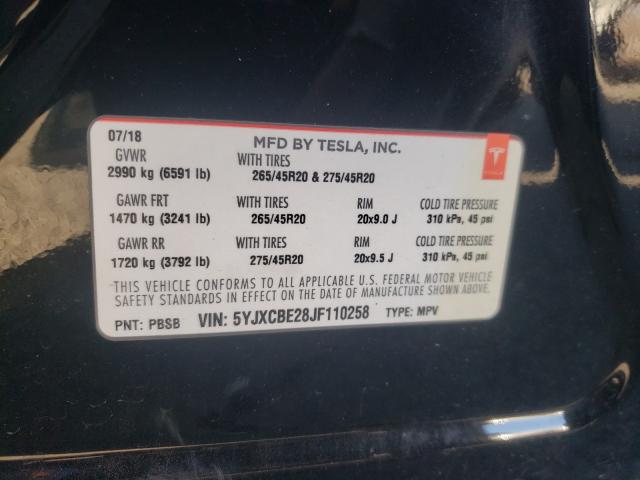 07/18
MFD BY TESLA, INC.
GVWR WITH TIRES
2990 kg (6591 lb) 265/45R20 & 275/45R20
TESLA
GAWR FRT WITH TIRES RIM COLD TIRE PRESSURE
1470 kg (3241 lb) 265/45R20 20x9.0 J 310 kPa, 45 psi
GAWR RR WITH TIRES RIM COLD TIRE PRESSURE
1720 kg (3792 lb) 275/45R20 20x9.5 J 310 kPa, 45 psi
THIS VEHICLE CONFORMS TO ALL APPLICABLE U.S. FEDERAL MOTOR VEHICLE
SAFETY STANDARDS IN EFFECT ON THE DATE OF MANUFACTURE SHOWN ABOVE.
PNT: PBSB VIN: 5YJXCBE28JF110258 TYPE: MPV